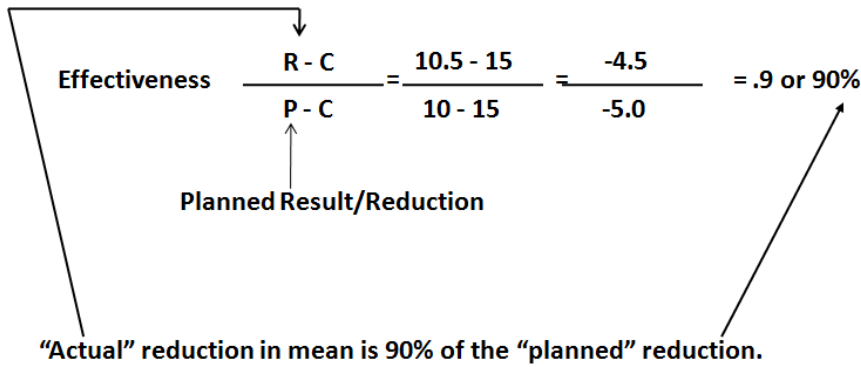 R - C 10.5 - 15 -4.5
Effectiveness = = = .9 or 90%
P - C 10 - 15 -5.0
Planned Result/Reduction
“Actual” reduction in mean is 90% of the “planned” reduction.